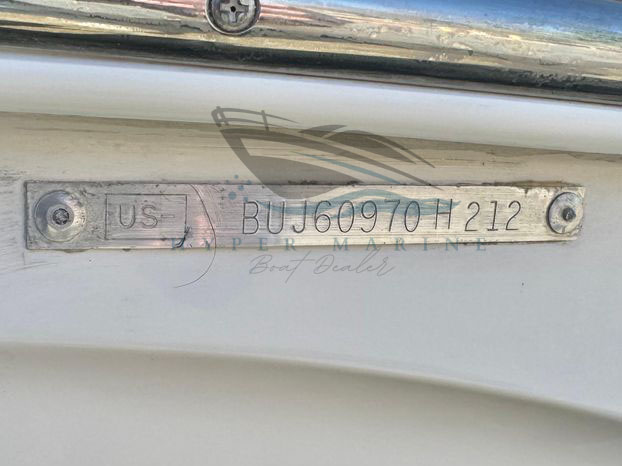 US- BUJ60970H212
HYPER MARINE
Boat Dealer